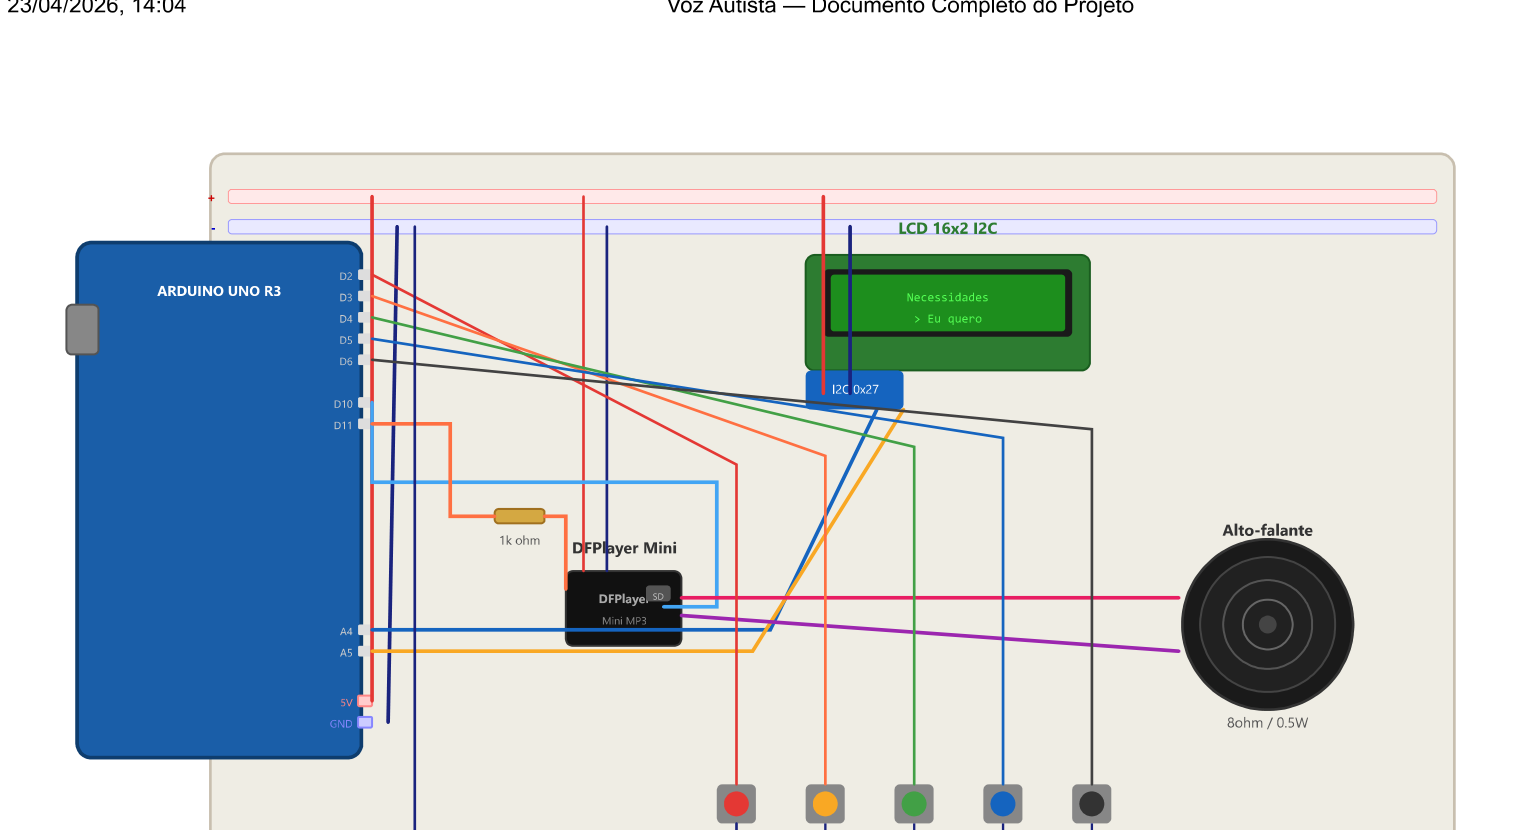 23/04/2026, 14:04
Voz Autista — Documento Completo do Projeto
+
-
LCD 16x2 I2C
ARDUINO UNO R3
D2
D3
D4
D5
D6
D10
D11
Necessidades
> Eu quero
I2C 0x27
1k ohm
DFPlayer Mini
DFPlayer
SD
Mini MP3
Alto-falante
8ohm / 0.5W
A4
A5
5V
GND